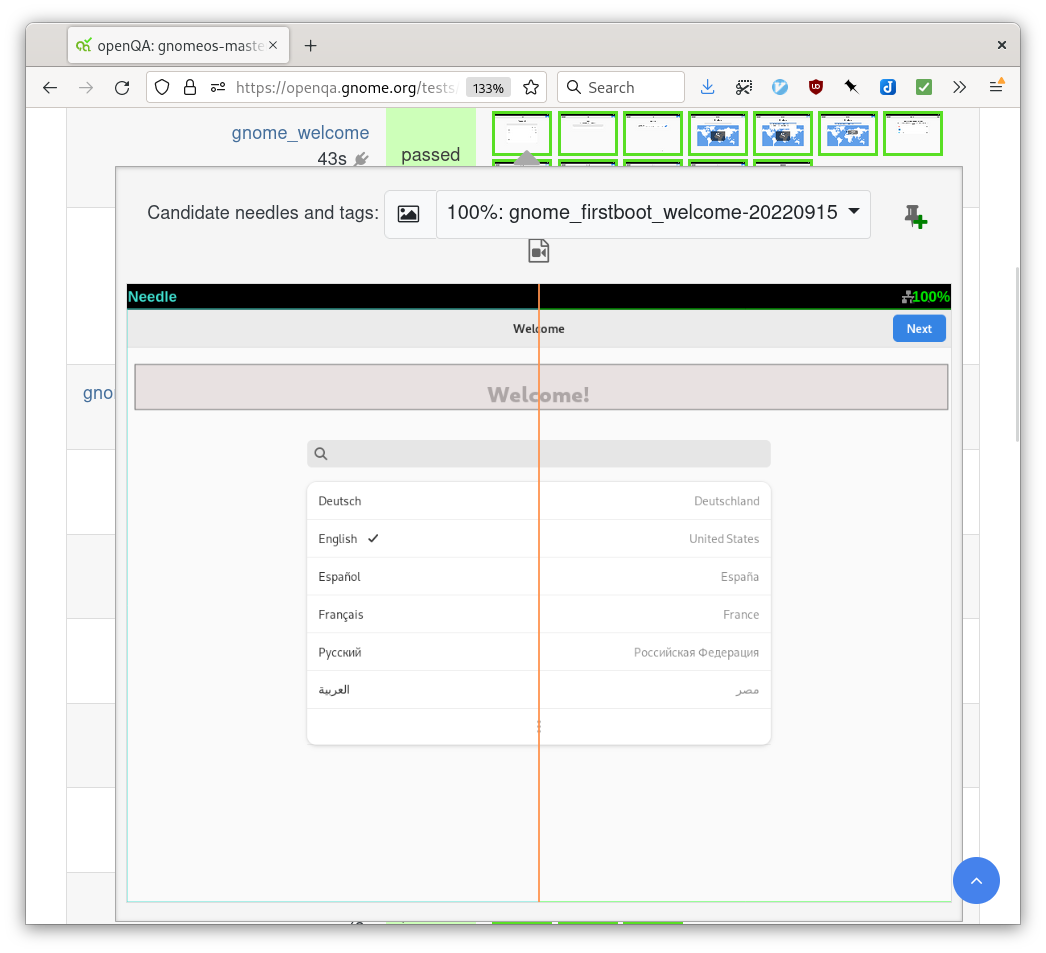 openQA: gnomeos-maste
https://openqa.gnome.org/tests/
133%
Search
gnome_welcome
43s
passed
Candidate needles and tags:
100%: gnome_firstboot_welcome-20220915
Needle
100%
Welcome
Next
gno
Welcome!
Deutsch Deutschland
English United States
Español España
Français France
Русский Российская Федерация
العربية مصر